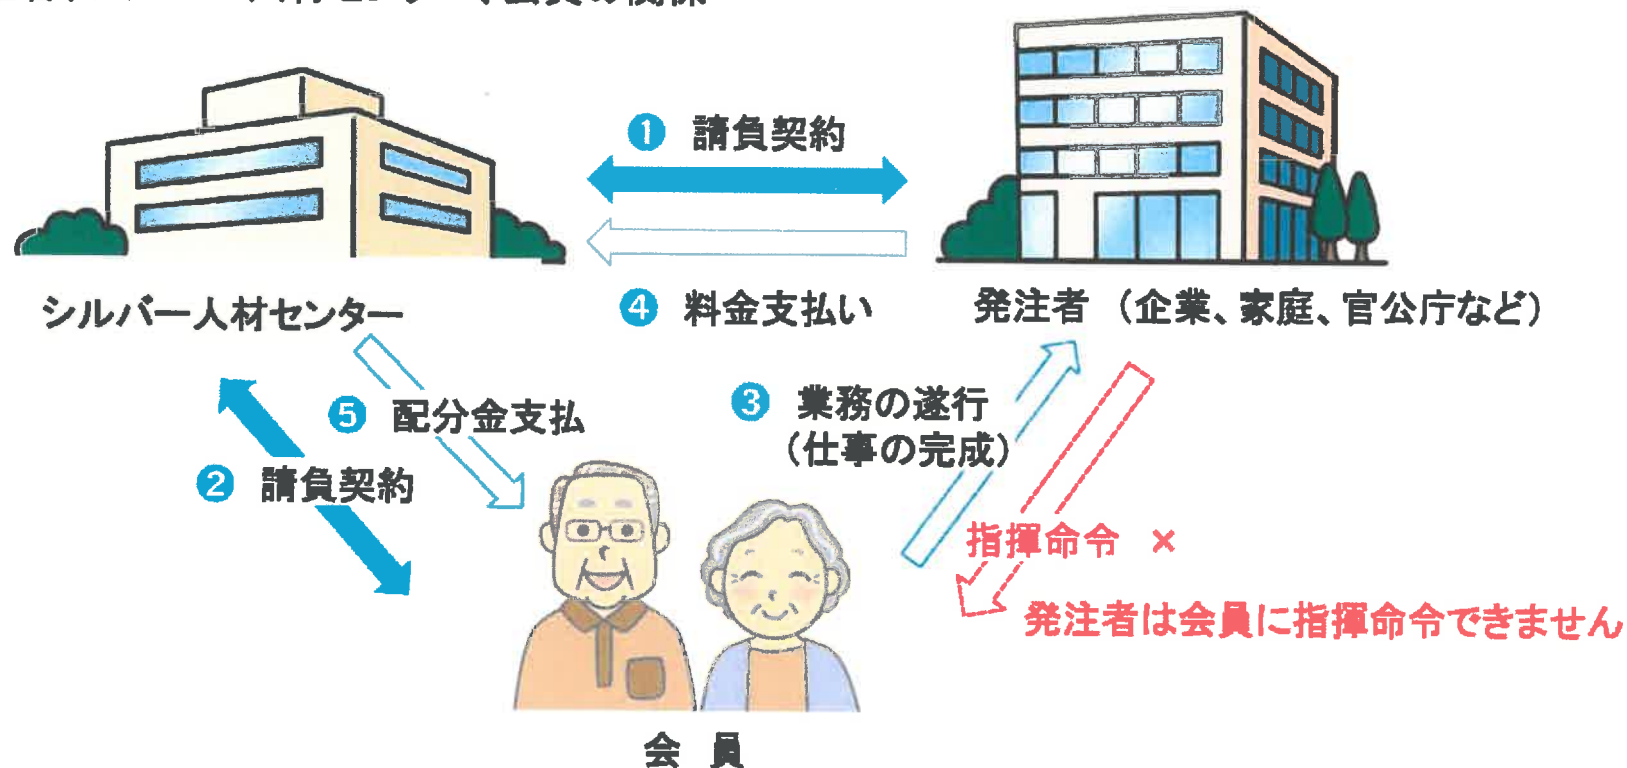 ❶ 請負契約
❹ 料金支払い
シルバー人材センター
発注者（企業、家庭、官公庁など）
❺ 配分金支払
❸ 業務の遂行
（仕事の完成）
❷ 請負契約
指揮命令 ×
発注者は会員に指揮命令できません
会 員